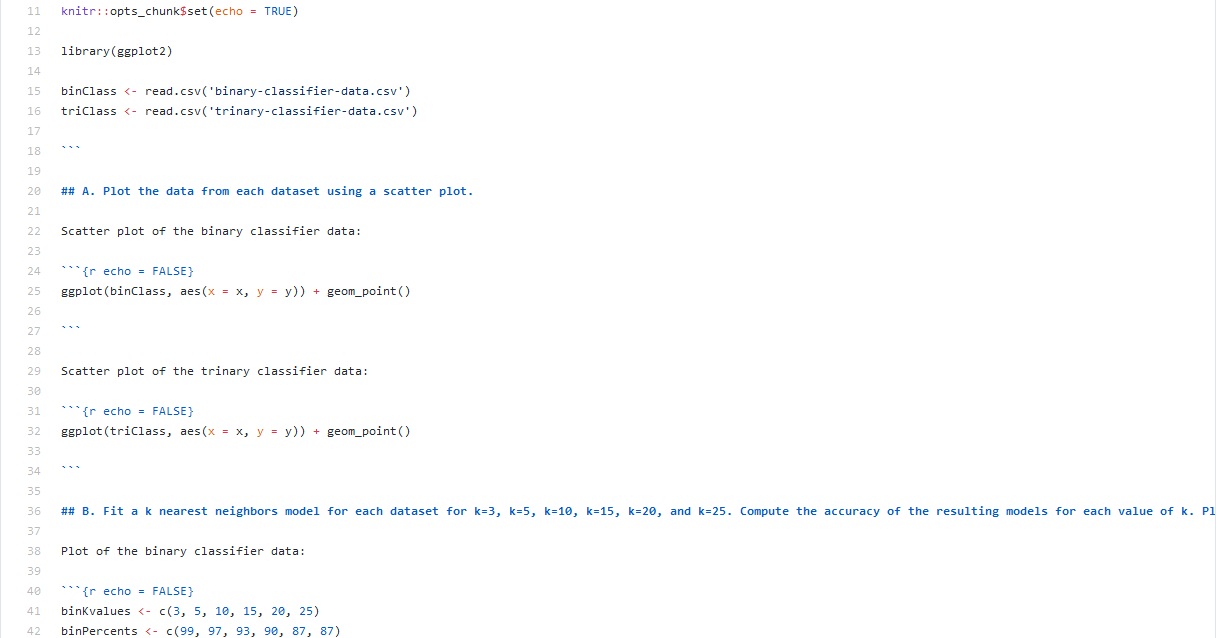 11 knitr::opts_chunk$set(echo = TRUE)
12
13 library(ggplot2)
14
15 binClass <- read.csv('binary-classifier-data.csv')
16 triClass <- read.csv('trinary-classifier-data.csv')
17
18 ```
19
20 ## A. Plot the data from each dataset using a scatter plot.
21
22 Scatter plot of the binary classifier data:
23
24 ```{r echo = FALSE}
25 ggplot(binClass, aes(x = x, y = y)) + geom_point()
26
27 ```
28
29 Scatter plot of the trinary classifier data:
30
31 ```{r echo = FALSE}
32 ggplot(triClass, aes(x = x, y = y)) + geom_point()
33
34 ```
35
36 ## B. Fit a k nearest neighbors model for each dataset for k=3, k=5, k=10, k=15, k=20, and k=25. Compute the accuracy of the resulting models for each value of k. Pl
37
38 Plot of the binary classifier data:
39
40 ```{r echo = FALSE}
41 binKvalues <- c(3, 5, 10, 15, 20, 25)
42 binPercents <- c(99, 97, 93, 90, 87, 87)